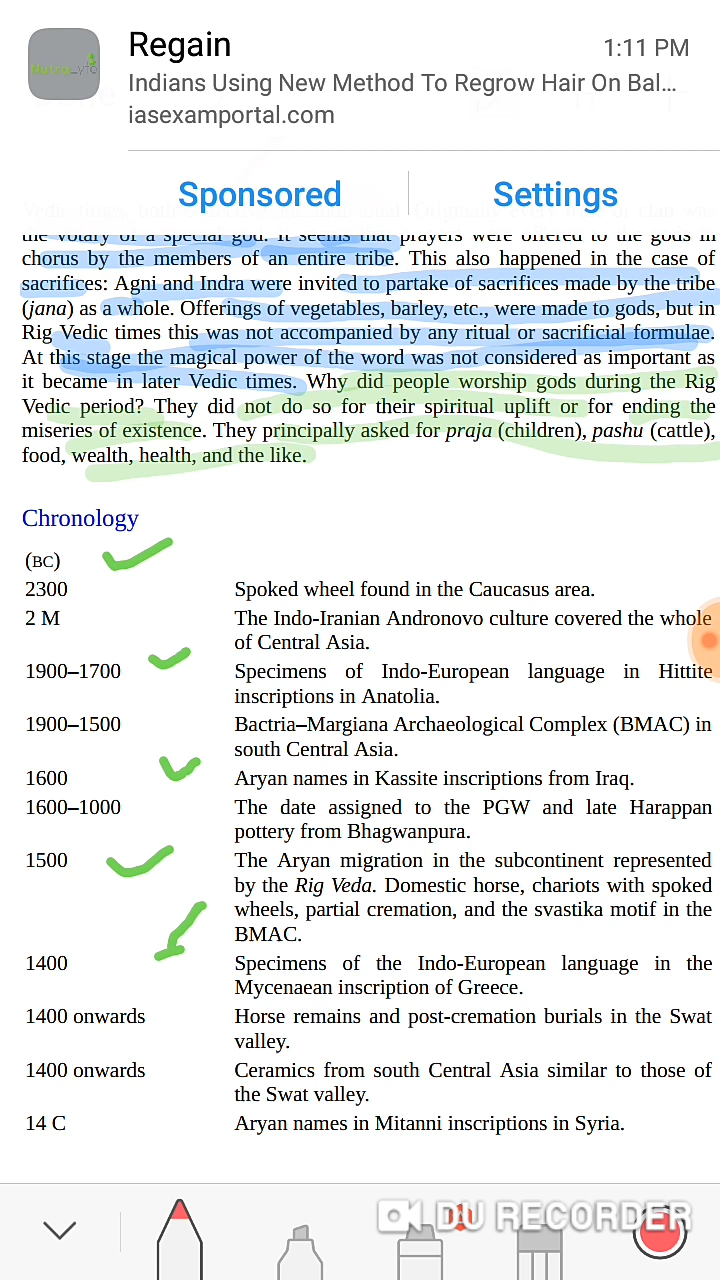 Regain
1:11 PM
Indians Using New Method To Regrow Hair On Bal...
iasexamportal.com
Sponsored
Settings
the votary of a special god. It seems that prayers were offered to the gods in
chorus by the members of an entire tribe. This also happened in the case of
sacrifices: Agni and Indra were invited to partake of sacrifices made by the tribe
(jana) as a whole. Offerings of vegetables, barley, etc., were made to gods, but in
Rig Vedic times this was not accompanied by any ritual or sacrificial formulae.
At this stage the magical power of the word was not considered as important as
it became in later Vedic times. Why did people worship gods during the Rig
Vedic period? They did not do so for their spiritual uplift or for ending the
miseries of existence. They principally asked for praja (children), pashu (cattle),
food, wealth, health, and the like.
Chronology
(BC)
2300 Spoked wheel found in the Caucasus area.
2 M The Indo-Iranian Andronovo culture covered the whole
of Central Asia.
1900–1700 Specimens of Indo-European language in Hittite
inscriptions in Anatolia.
1900–1500 Bactria–Margiana Archaeological Complex (BMAC) in
south Central Asia.
1600 Aryan names in Kassite inscriptions from Iraq.
1600–1000 The date assigned to the PGW and late Harappan
pottery from Bhagwanpura.
1500 The Aryan migration in the subcontinent represented
by the Rig Veda. Domestic horse, chariots with spoked
wheels, partial cremation, and the svastika motif in the
BMAC.
1400 Specimens of the Indo-European language in the
Mycenaean inscription of Greece.
1400 onwards Horse remains and post-cremation burials in the Swat
valley.
1400 onwards Ceramics from south Central Asia similar to those of
the Swat valley.
14 C Aryan names in Mitanni inscriptions in Syria.
DU RECORDER